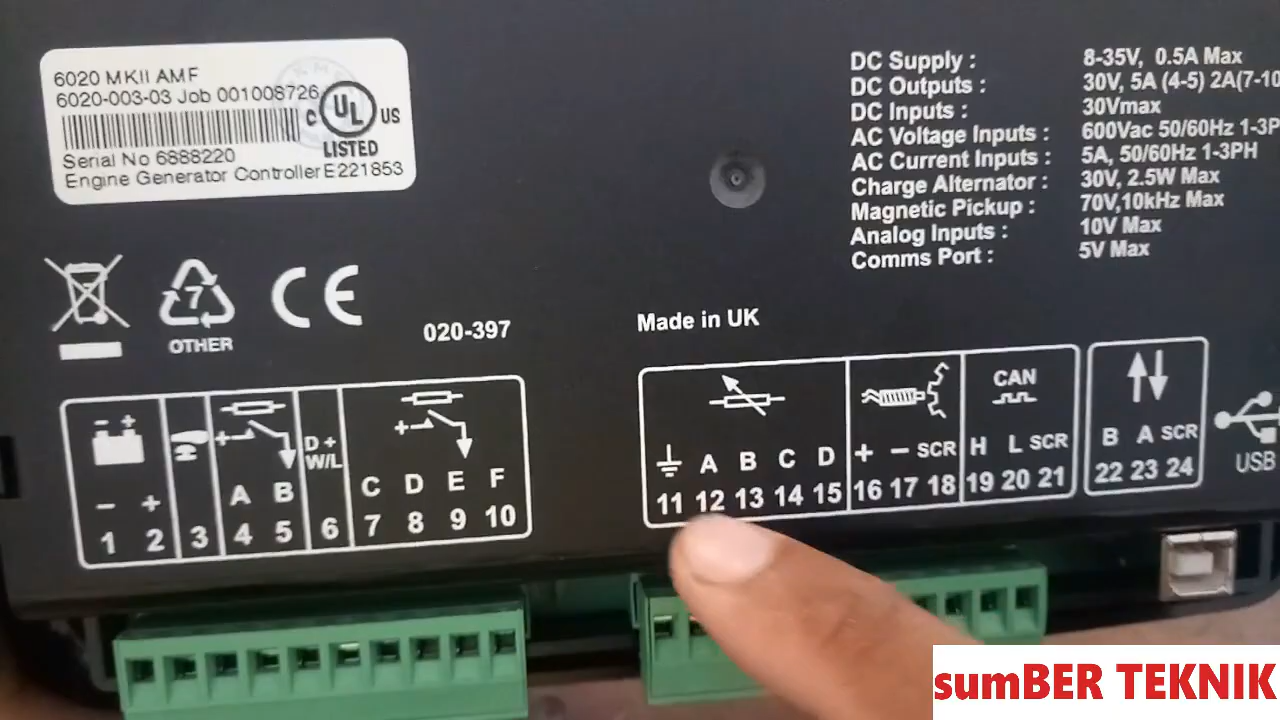 6020 MKII AMF
6020-003-03 Job 001008726
Serial No 6888220
Engine Generator Controller E221853
C UL US
LISTED
DC Supply : 8-35V, 0.5A Max
DC Outputs : 30V, 5A (4-5) 2A(7-10
DC Inputs : 30Vmax
AC Voltage Inputs : 600Vac 50/60Hz 1-3P
AC Current Inputs : 5A, 50/60Hz 1-3PH
Charge Alternator : 30V, 2.5W Max
Magnetic Pickup : 70V,10kHz Max
Analog Inputs : 10V Max
Comms Port : 5V Max
7
OTHER
CE
020-397
Made in UK
- +
D +
W/L
A B
C D E F
- +
1 2 3 4 5 6 7 8 9 10
CAN
A B C D + - SCR H L SCR
11 12 13 14 15 16 17 18 19 20 21
B A SCR
22 23 24
USB
sumBER TEKNIK